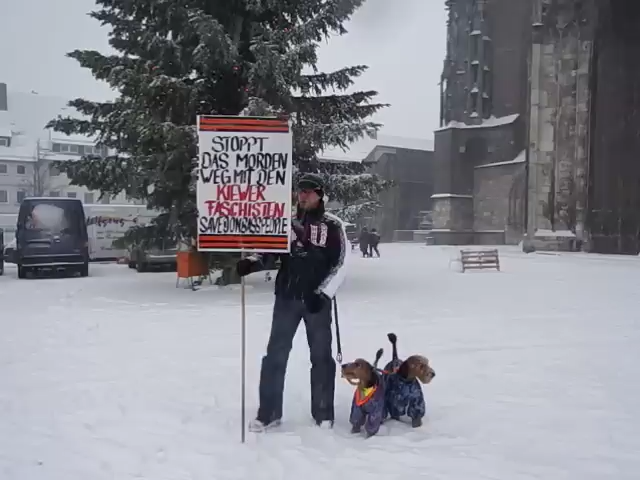 STOPPT
DAS MORDEN
WEG MIT DEN
KIEWER
FASCHISTEN
SAVEDONBASSPEOPLE